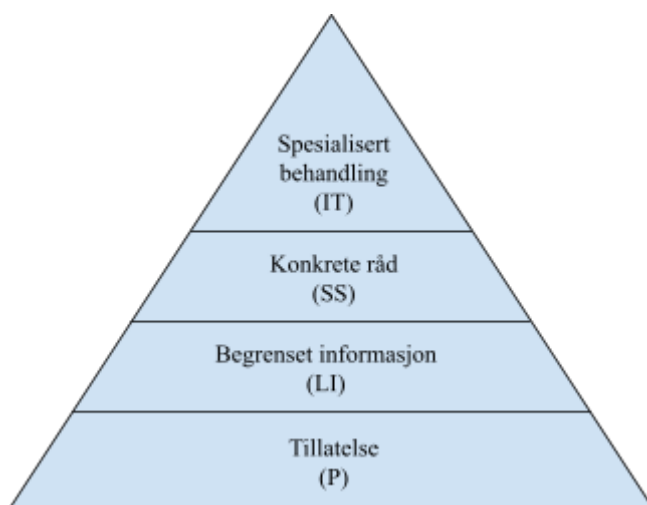 Spesialisert
behandling
(IT)
Konkrete råd
(SS)
Begrenset informasjon
(LI)
Tillatelse
(P)